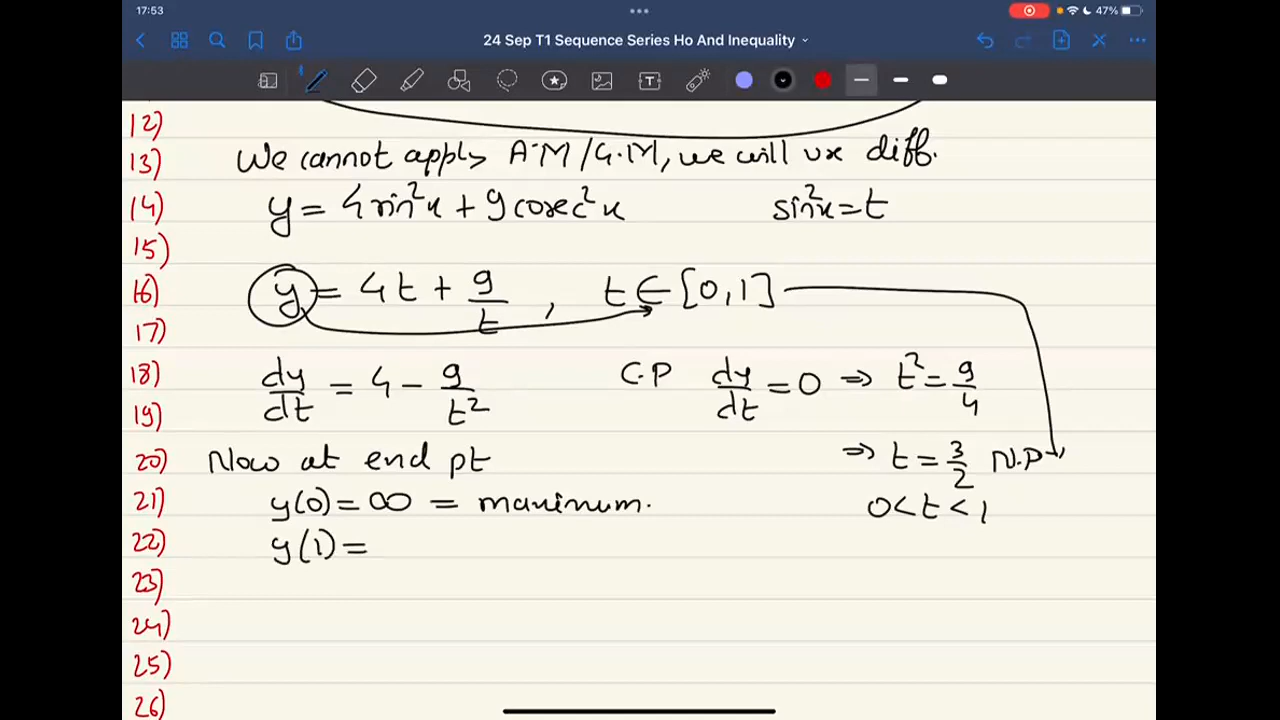 17:53
47%
24 Sep T1 Sequence Series Ho And Inequality
12)
13) We cannot apply A.M/G.M, we will use diff.
14) y = 4 sin²x + 9 cosec²x sin²x = t
15)
16) y = 4t + 9/t , t ∈ [0,1]
17)
18) dy/dt = 4 - 9/t² C.P dy/dt = 0 ⇒ t² = 9/4
19)
20) Now at end pt ⇒ t = 3/2 N.P
21) y(0) = ∞ = maximum. 0 < t < 1
22) y(1) =
23)
24)
25)
26)